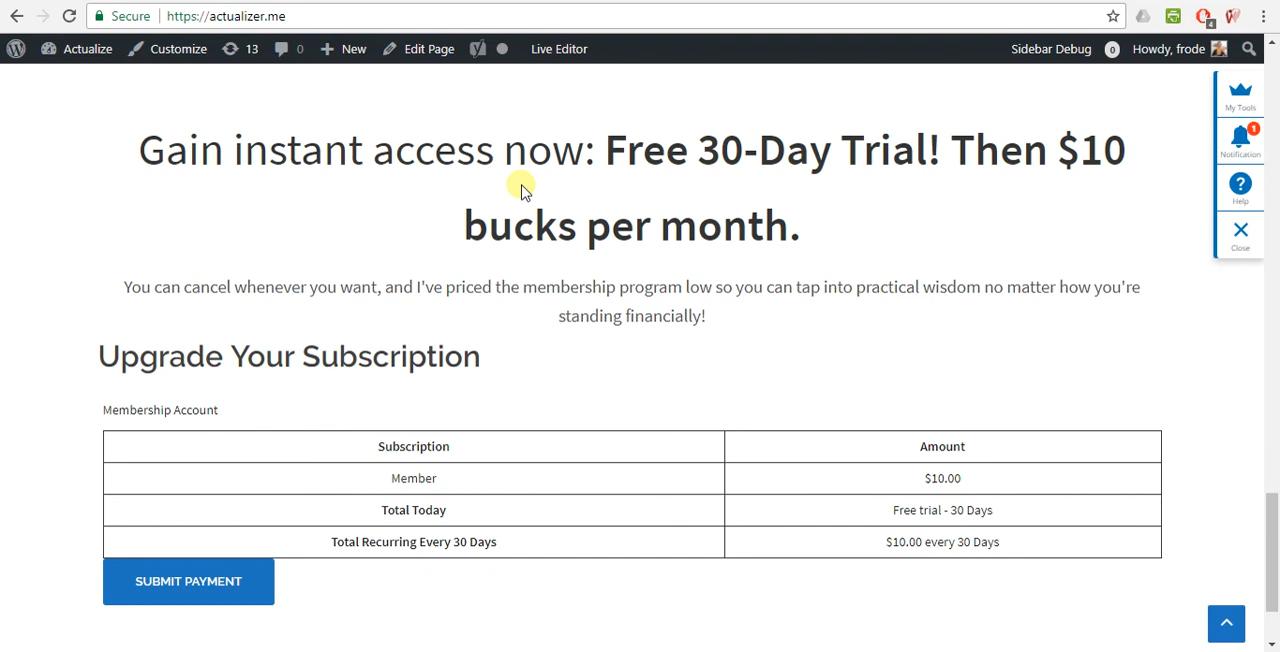 Secure https://actualizer.me
4
Actualize Customize 13 0 New Edit Page Live Editor Sidebar Debug 0 Howdy, frode
My Tools
1
Notification
?
Help
Close
Gain instant access now: Free 30-Day Trial! Then $10
bucks per month.
You can cancel whenever you want, and I've priced the membership program low so you can tap into practical wisdom no matter how you're
standing financially!
Upgrade Your Subscription
Membership Account
Subscription Amount
Member $10.00
Total Today Free trial - 30 Days
Total Recurring Every 30 Days $10.00 every 30 Days
SUBMIT PAYMENT